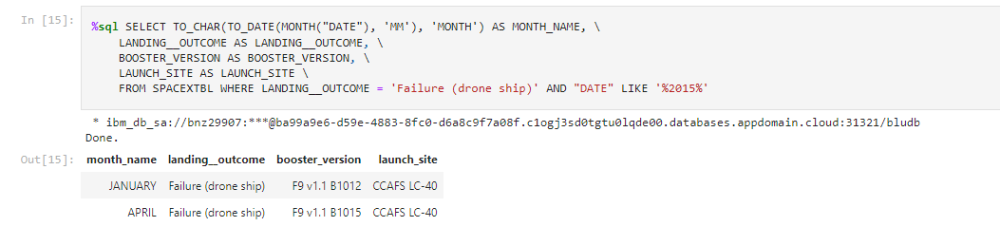 In [15]:
%sql SELECT TO_CHAR(TO_DATE(MONTH("DATE"), 'MM'), 'MONTH') AS MONTH_NAME, \
LANDING__OUTCOME AS LANDING__OUTCOME, \
BOOSTER_VERSION AS BOOSTER_VERSION, \
LAUNCH_SITE AS LAUNCH_SITE \
FROM SPACEXTBL WHERE LANDING__OUTCOME = 'Failure (drone ship)' AND "DATE" LIKE '%2015%'
* ibm_db_sa://bnz29907:***@ba99a9e6-d59e-4883-8fc0-d6a8c9f7a08f.c1ogj3sd0tgtu0lqde00.databases.appdomain.cloud:31321/bludb
Done.
Out[15]:
month_name landing__outcome booster_version launch_site
JANUARY Failure (drone ship) F9 v1.1 B1012 CCAFS LC-40
APRIL Failure (drone ship) F9 v1.1 B1015 CCAFS LC-40